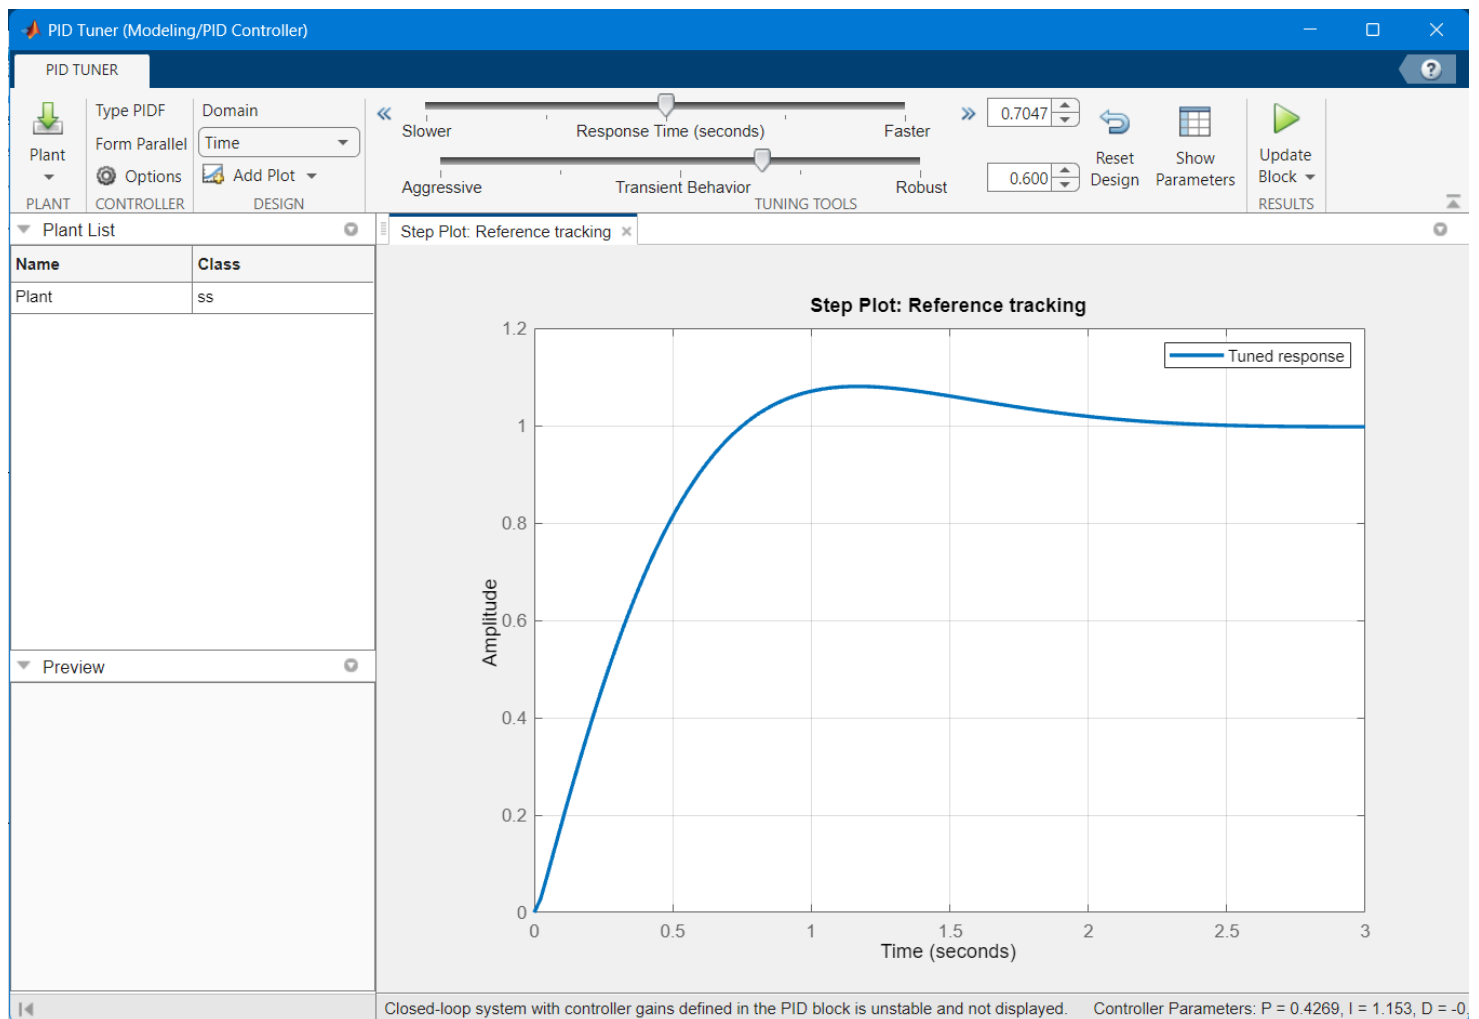 PID Tuner (Modeling/PID Controller)
PID TUNER
Type PIDF
Domain
Slower
Response Time (seconds)
Faster
0.7047
Form Parallel
Time
Plant
Options
Add Plot
Aggressive
Transient Behavior
Robust
0.600
Reset
Design
Show
Parameters
Update
Block
PLANT
CONTROLLER
DESIGN
TUNING TOOLS
RESULTS
Plant List
Name
Class
Plant
ss
Preview
Step Plot: Reference tracking
Step Plot: Reference tracking
Tuned response
1.2
1
0.8
0.6
0.4
0.2
0
Amplitude
0
0.5
1
1.5
2
2.5
3
Time (seconds)
Closed-loop system with controller gains defined in the PID block is unstable and not displayed.
Controller Parameters: P = 0.4269, I = 1.153, D = -0.